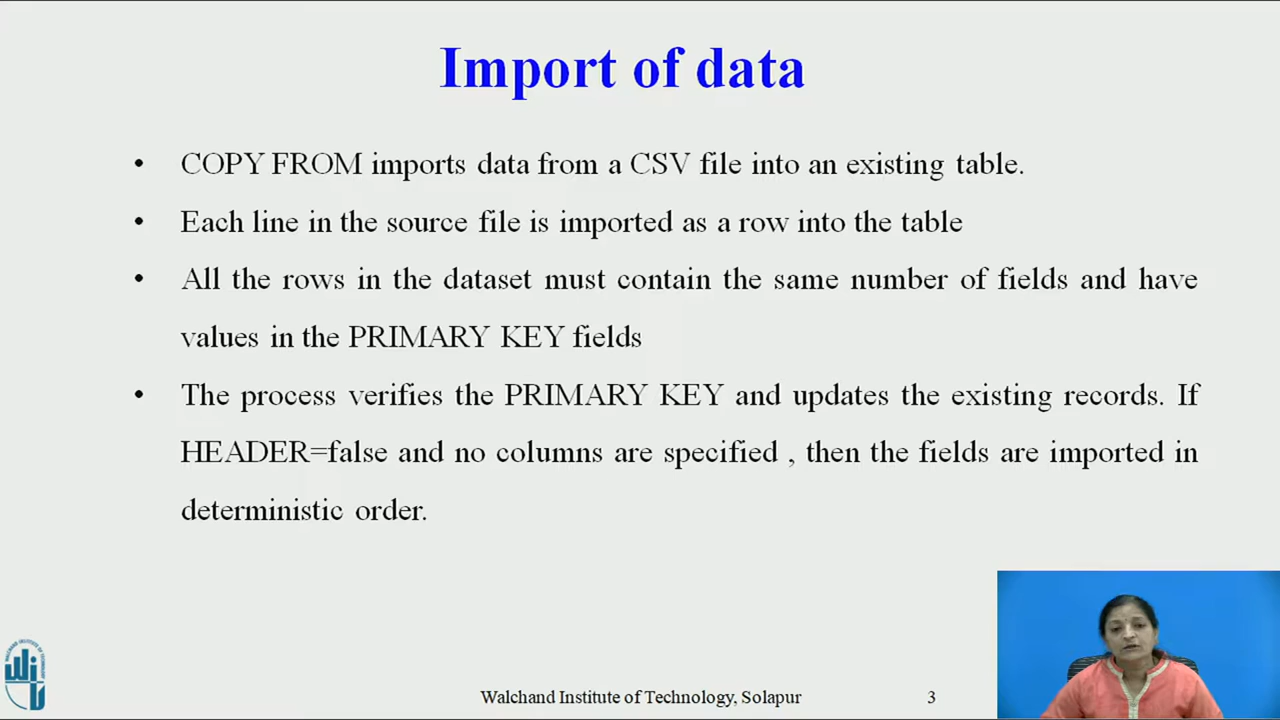 Import of data
• COPY FROM imports data from a CSV file into an existing table.
• Each line in the source file is imported as a row into the table
• All the rows in the dataset must contain the same number of fields and have
values in the PRIMARY KEY fields
• The process verifies the PRIMARY KEY and updates the existing records. If
HEADER=false and no columns are specified , then the fields are imported in
deterministic order.
WALCHAND INSTITUTE OF TECHNOLOGY
Walchand Institute of Technology, Solapur
3